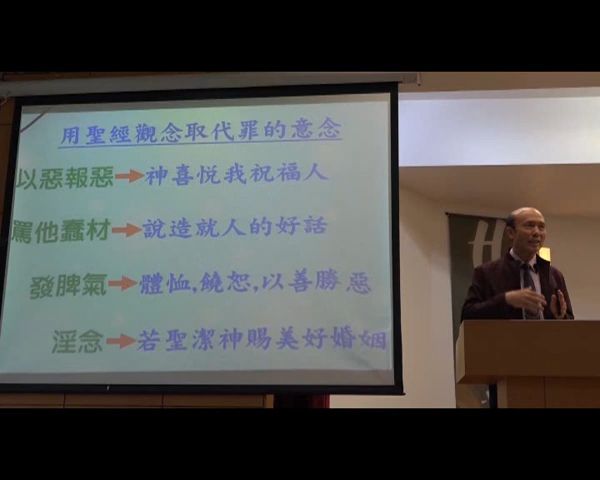 用聖經觀念取代罪的意念
以惡報惡→神喜悅我祝福人
罵他蠢材→說造就人的好話
發脾氣→體恤,饒恕,以善勝惡
淫念→若聖潔神賜美好婚姻
H